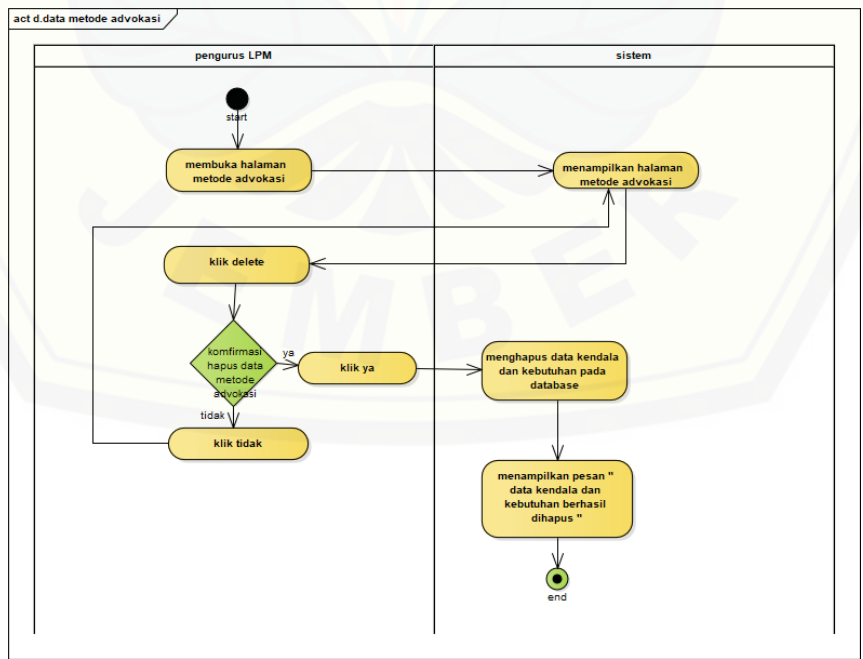 act d.data metode advokasi
pengurus LPM
sistem
start
membuka halaman
metode advokasi
menampilkan halaman
metode advokasi
klik delete
komfirmasi
hapus data
metode
advokasi
ya
klik ya
menghapus data kendala
dan kebutuhan pada
database
tidak
klik tidak
menampilkan pesan "
data kendala dan
kebutuhan berhasil
dihapus "
end
JEMBER